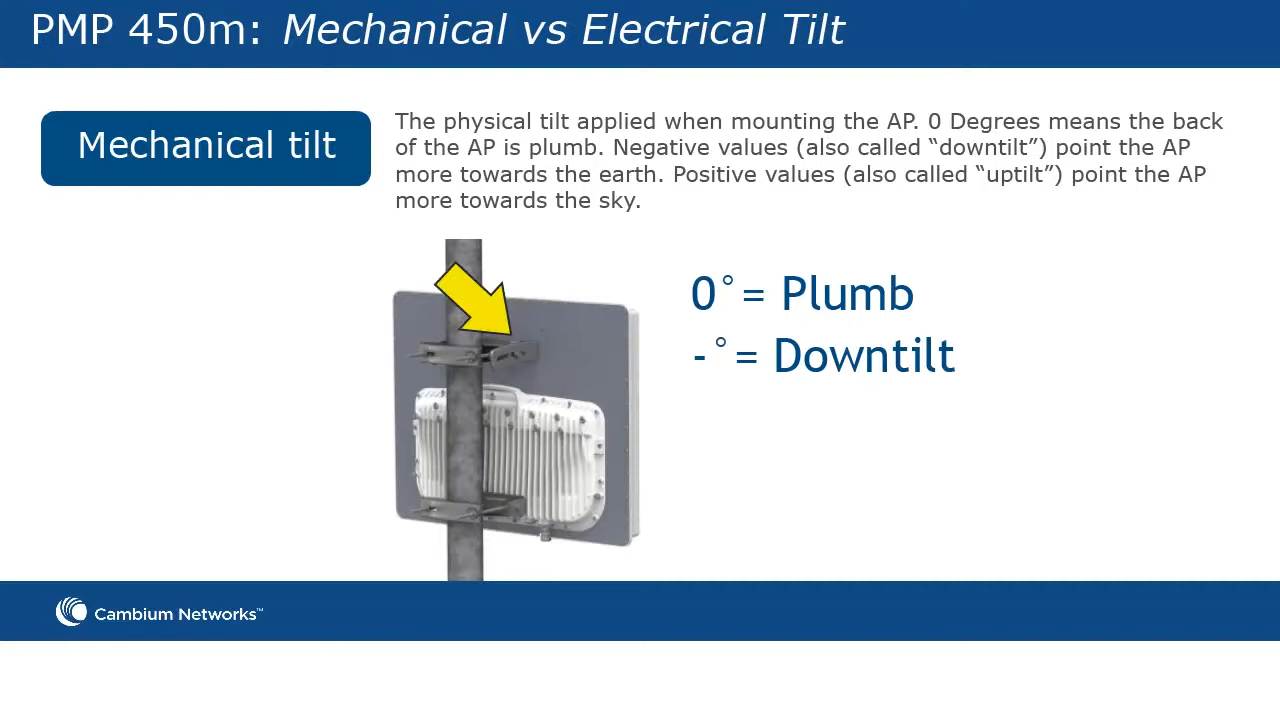 PMP 450m: Mechanical vs Electrical Tilt
Mechanical tilt
The physical tilt applied when mounting the AP. 0 Degrees means the back
of the AP is plumb. Negative values (also called “downtilt”) point the AP
more towards the earth. Positive values (also called “uptilt”) point the AP
more towards the sky.
0˚= Plumb
-˚= Downtilt
Cambium Networks™